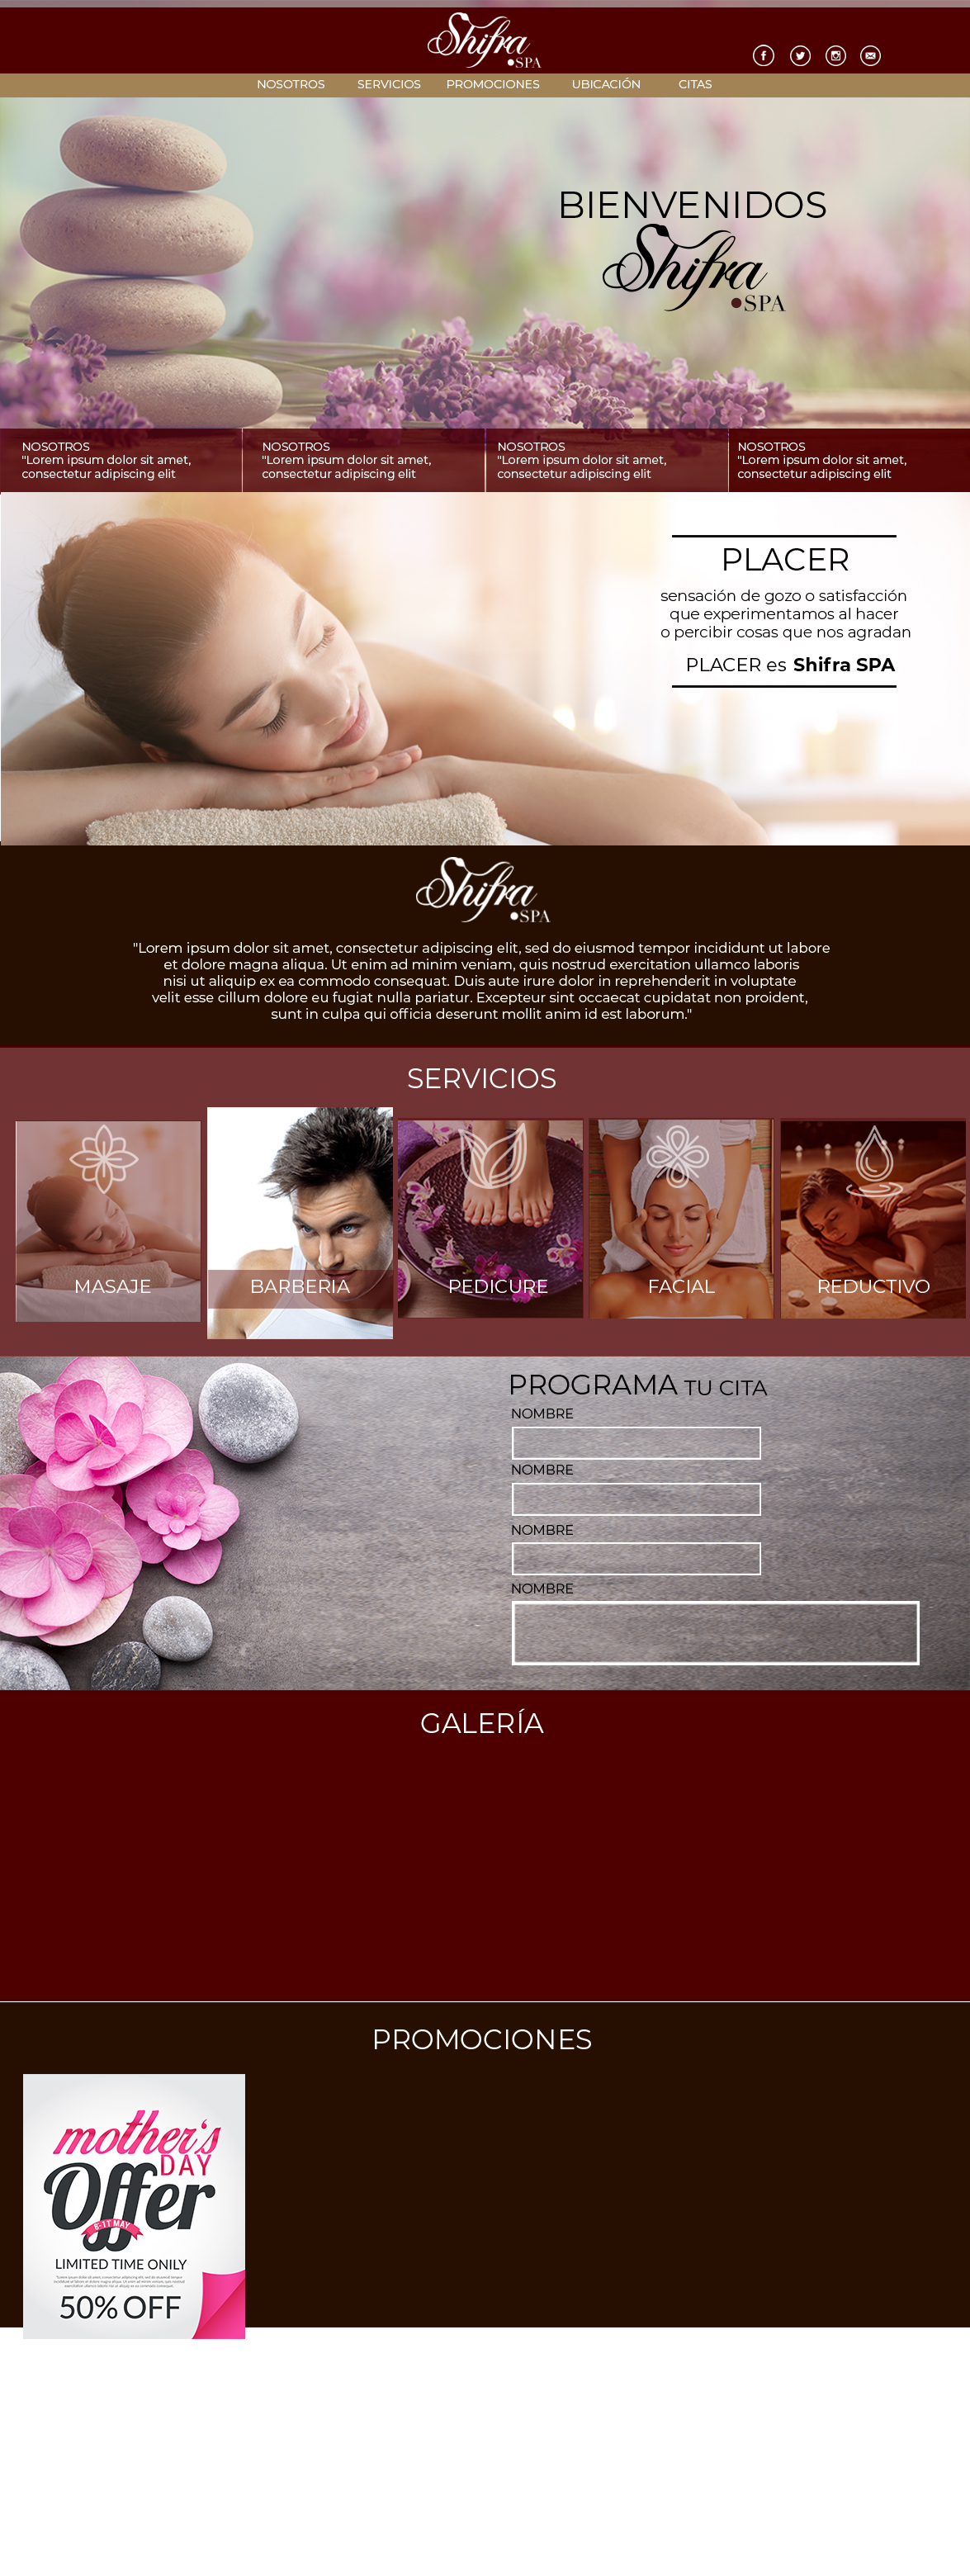 Shifra
SPA
NOSOTROS SERVICIOS PROMOCIONES UBICACIÓN CITAS
BIENVENIDOS
Shifra
SPA
NOSOTROS
"Lorem ipsum dolor sit amet,
consectetur adipiscing elit
NOSOTROS
"Lorem ipsum dolor sit amet,
consectetur adipiscing elit
NOSOTROS
"Lorem ipsum dolor sit amet,
consectetur adipiscing elit
NOSOTROS
"Lorem ipsum dolor sit amet,
consectetur adipiscing elit
PLACER
sensación de gozo o satisfacción
que experimentamos al hacer
o percibir cosas que nos agradan
PLACER es Shifra SPA
Shifra
SPA
"Lorem ipsum dolor sit amet, consectetur adipiscing elit, sed do eiusmod tempor incididunt ut labore
et dolore magna aliqua. Ut enim ad minim veniam, quis nostrud exercitation ullamco laboris
nisi ut aliquip ex ea commodo consequat. Duis aute irure dolor in reprehenderit in voluptate
velit esse cillum dolore eu fugiat nulla pariatur. Excepteur sint occaecat cupidatat non proident,
sunt in culpa qui officia deserunt mollit anim id est laborum."
SERVICIOS
MASAJE
BARBERIA
PEDICURE
FACIAL
REDUCTIVO
PROGRAMA TU CITA
NOMBRE
NOMBRE
NOMBRE
NOMBRE
GALERÍA
PROMOCIONES
mother's
DAY
Offer
8-11 MAY
LIMITED TIME ONLY
50% OFF